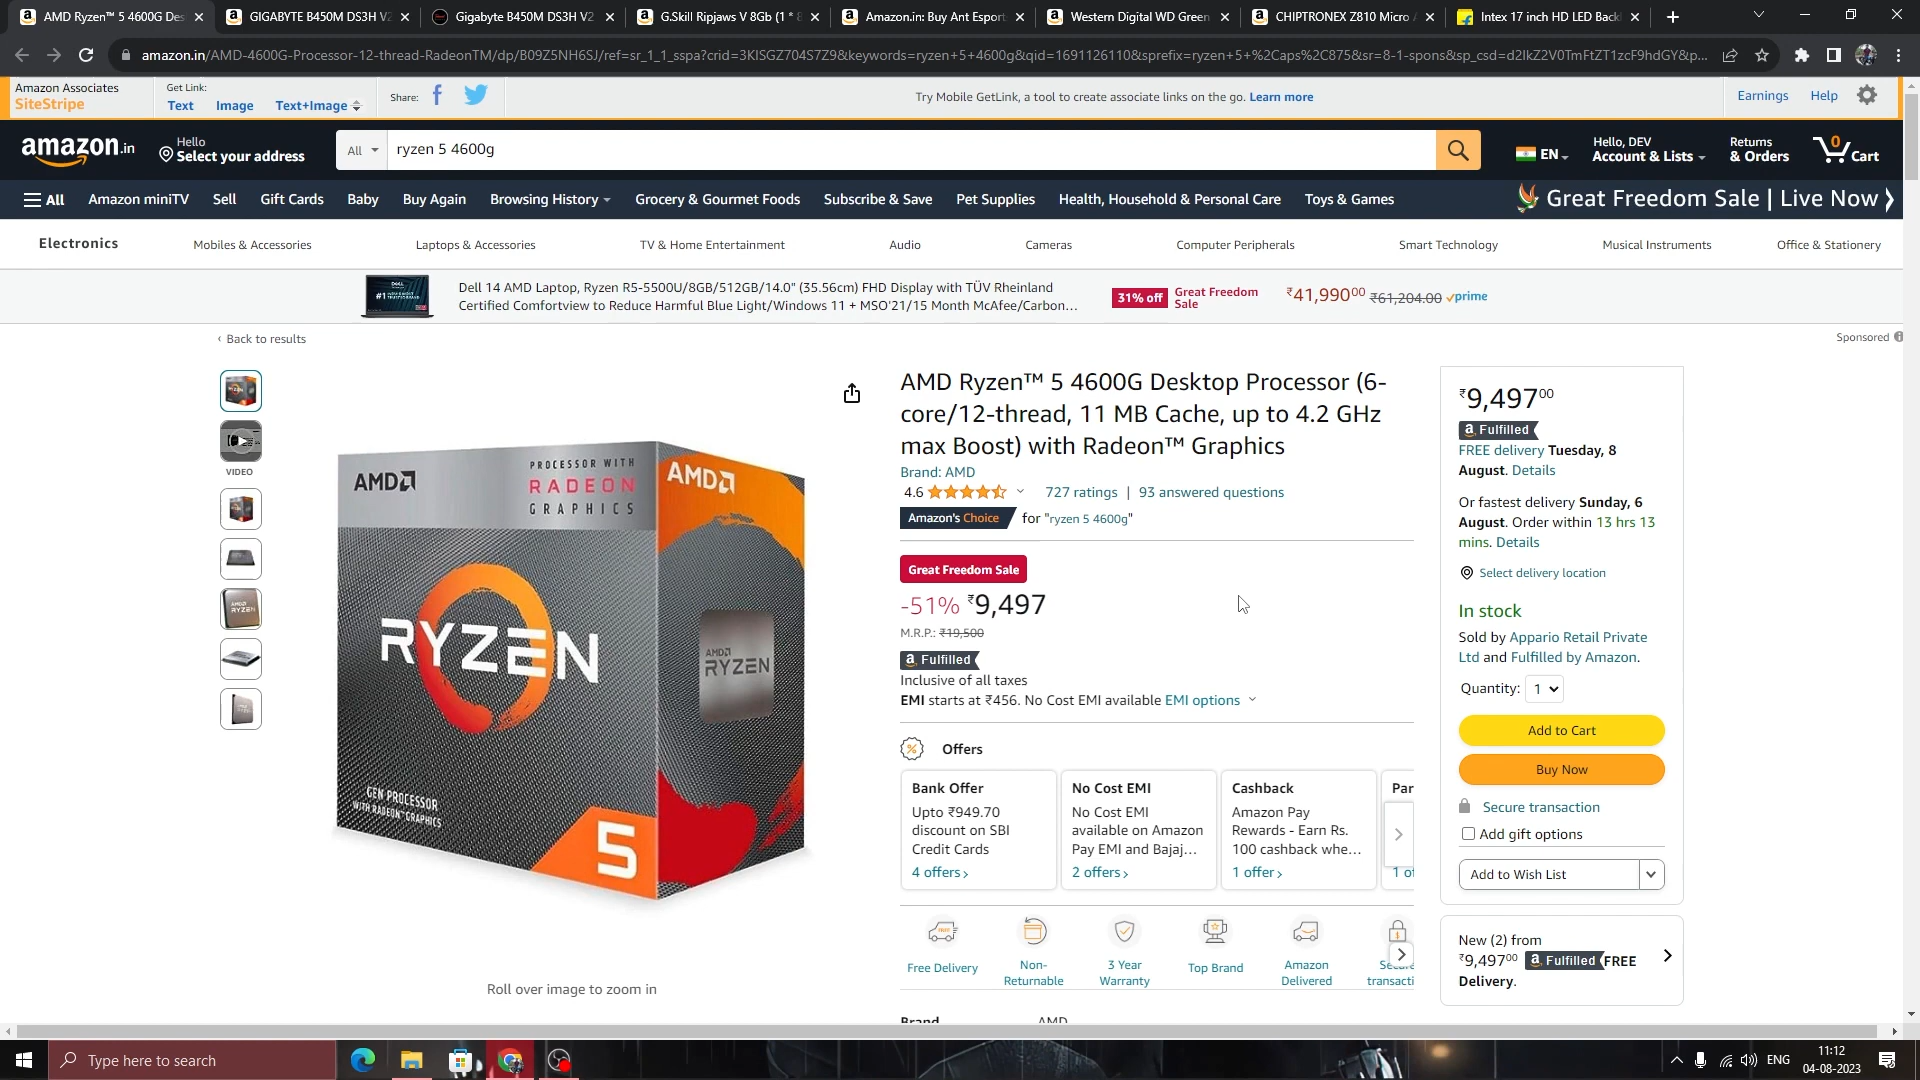 AMD Ryzen™ 5 4600G Des
GIGABYTE B450M DS3H V2
Gigabyte B450M DS3H V2
G.Skill Ripjaws V 8Gb (1 * 8
Amazon.in: Buy Ant Esport
Western Digital WD Green
CHIPTRONEX Z810 Micro
Intex 17 inch HD LED Back
amazon.in/AMD-4600G-Processor-12-thread-RadeonTM/dp/B09Z5NH6SJ/ref=sr_1_1_sspa?crid=3KISGZ704S7Z9&keywords=ryzen+5+4600g&qid=1691126110&sprefix=ryzen+5+%2Caps%2C875&sr=8-1-spons&sp_csd=d2lkZ2V0TmFtZT1zcF9hdGY&p...
Amazon Associates
SiteStripe
Get Link:
Text Image Text+Image
Share:
Try Mobile GetLink, a tool to create associate links on the go. Learn more
Earnings Help
amazon.in
Hello
Select your address
All
ryzen 5 4600g
EN
Hello, DEV
Account & Lists
Returns
& Orders
0
Cart
All Amazon miniTV Sell Gift Cards Baby Buy Again Browsing History Grocery & Gourmet Foods Subscribe & Save Pet Supplies Health, Household & Personal Care Toys & Games
Great Freedom Sale | Live Now
Electronics Mobiles & Accessories Laptops & Accessories TV & Home Entertainment Audio Cameras Computer Peripherals Smart Technology Musical Instruments Office & Stationery
Dell 14 AMD Laptop, Ryzen R5-5500U/8GB/512GB/14.0" (35.56cm) FHD Display with TÜV Rheinland
Certified Comfortview to Reduce Harmful Blue Light/Windows 11 + MSO'21/15 Month McAfee/Carbon...
31% off
Great Freedom
Sale
₹41,990⁰⁰ ₹61,204.00 prime
‹ Back to results
Sponsored
VIDEO
AMD
PROCESSOR WITH
RADEON
GRAPHICS
AMD
RYZEN
AMD
RYZEN
GEN PROCESSOR
WITH RADEON™ GRAPHICS
5
Roll over image to zoom in
AMD Ryzen™ 5 4600G Desktop Processor (6-
core/12-thread, 11 MB Cache, up to 4.2 GHz
max Boost) with Radeon™ Graphics
Brand: AMD
4.6 727 ratings | 93 answered questions
Amazon's Choice for "ryzen 5 4600g"
Great Freedom Sale
-51% ₹9,497
M.R.P.: ₹19,500
a Fulfilled
Inclusive of all taxes
EMI starts at ₹456. No Cost EMI available EMI options
Offers
Bank Offer
Upto ₹949.70
discount on SBI
Credit Cards
4 offers ›
No Cost EMI
No Cost EMI
available on Amazon
Pay EMI and Bajaj...
2 offers ›
Cashback
Amazon Pay
Rewards - Earn Rs.
100 cashback whe...
1 offer ›
Par
1 of
Free Delivery
Non-
Returnable
3 Year
Warranty
Top Brand
Amazon
Delivered
Secure
transacti
Brand AMD
₹9,497⁰⁰
a Fulfilled
FREE delivery Tuesday, 8
August. Details
Or fastest delivery Sunday, 6
August. Order within 13 hrs 13
mins. Details
Select delivery location
In stock
Sold by Appario Retail Private
Ltd and Fulfilled by Amazon.
Quantity: 1
Add to Cart
Buy Now
Secure transaction
Add gift options
Add to Wish List
New (2) from
₹9,497⁰⁰ a Fulfilled FREE
Delivery.
Type here to search
ENG
11:12
04-08-2023